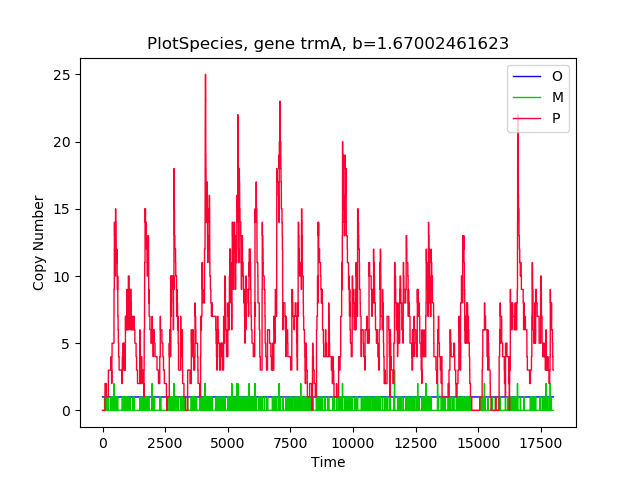 PlotSpecies, gene trmA, b=1.67002461623
O
M
P
25
20
15
10
5
0
Copy Number
0 2500 5000 7500 10000 12500 15000 17500
Time